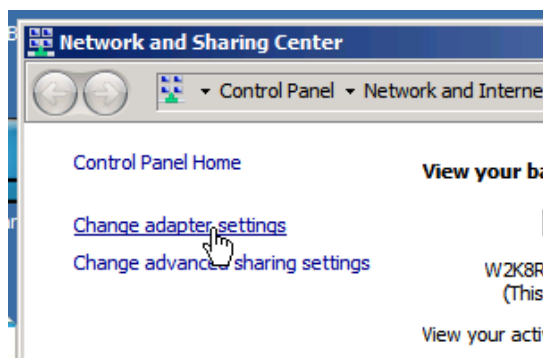 Network and Sharing Center
Control Panel Network and Interne
Control Panel Home
View your ba
Change adapter settings
Change advanced sharing settings
W2K8R
(This
View your acti